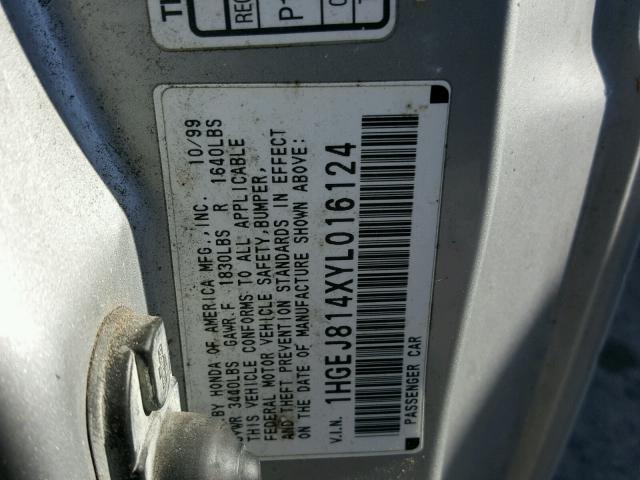 BY HONDA OF AMERICA MFG.,INC. 10/99
3440LBS GAWR.F 1830LBS R 1640LBS
THIS VEHICLE CONFORMS TO ALL APPLICABLE
FEDERAL MOTOR VEHICLE SAFETY,BUMPER,
AND THEFT PREVENTION STANDARDS IN EFFECT
ON THE DATE OF MANUFACTURE SHOWN ABOVE:
V.I.N. 1HGEJ814XYL016124
PASSENGER CAR